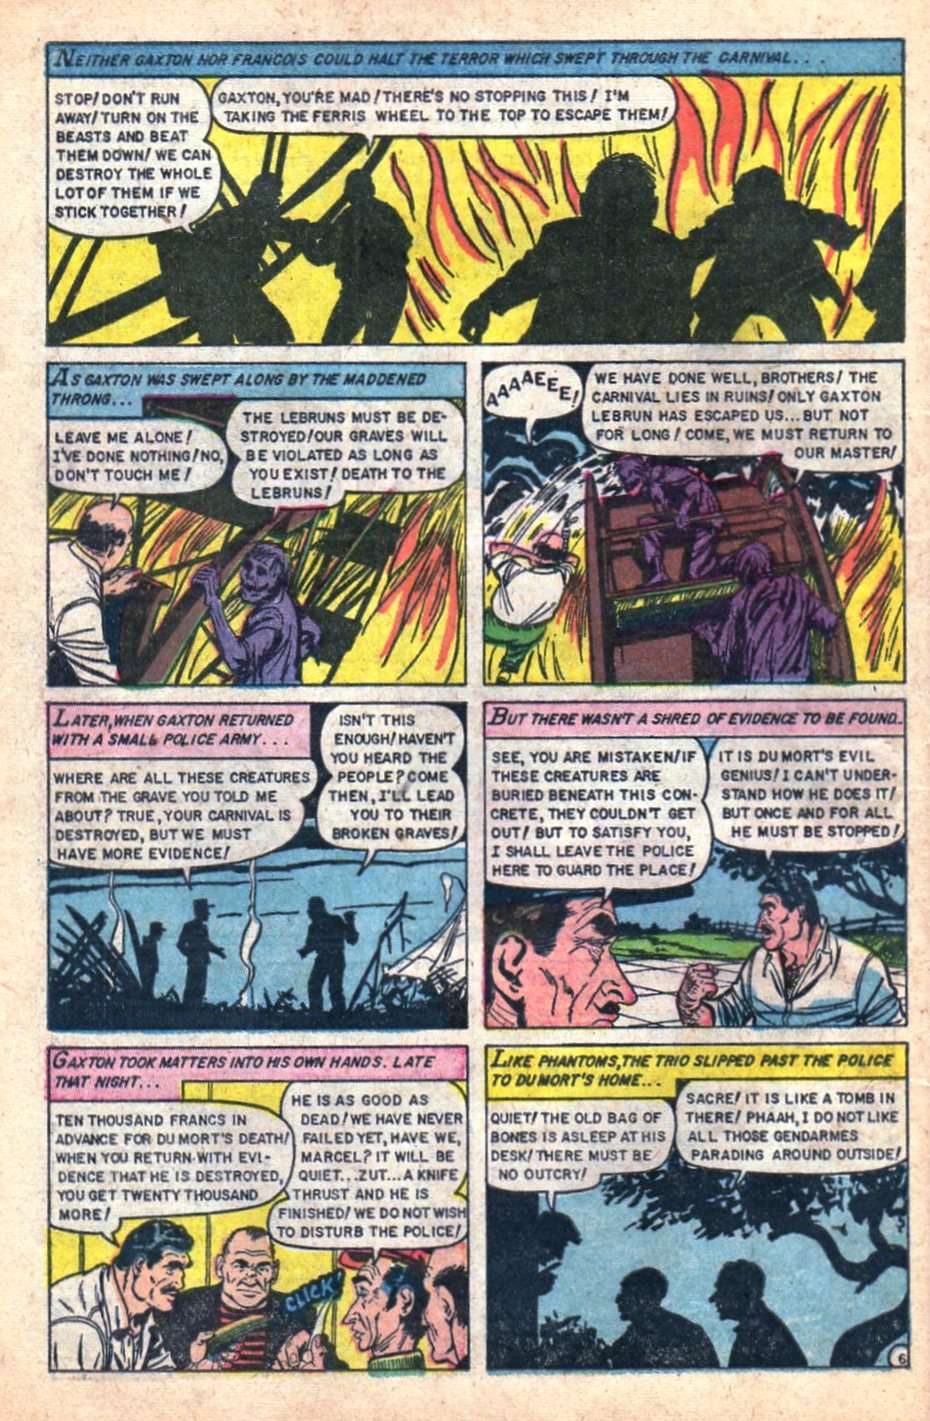 NEITHER GAXTON NOR FRANCOIS COULD HALT THE TERROR WHICH SWEPT THROUGH THE CARNIVAL...
STOP! DON'T RUN
AWAY! TURN ON THE
BEASTS AND BEAT
THEM DOWN! WE CAN
DESTROY THE WHOLE
LOT OF THEM IF WE
STICK TOGETHER!
GAXTON, YOU'RE MAD! THERE'S NO STOPPING THIS! I'M
TAKING THE FERRIS WHEEL TO THE TOP TO ESCAPE THEM!
AS GAXTON WAS SWEPT ALONG BY THE MADDENED
THRONG...
LEAVE ME ALONE!
I'VE DONE NOTHING! NO,
DON'T TOUCH ME!
THE LEBRUNS MUST BE DE-
STROYED! OUR GRAVES WILL
BE VIOLATED AS LONG AS
YOU EXIST! DEATH TO THE
LEBRUNS!
AAAAEEEE!
WE HAVE DONE WELL, BROTHERS! THE
CARNIVAL LIES IN RUINS! ONLY GAXTON
LEBRUN HAS ESCAPED US... BUT NOT
FOR LONG! COME, WE MUST RETURN TO
OUR MASTER!
LATER, WHEN GAXTON RETURNED
WITH A SMALL POLICE ARMY...
WHERE ARE ALL THESE CREATURES
FROM THE GRAVE YOU TOLD ME
ABOUT? TRUE, YOUR CARNIVAL IS
DESTROYED, BUT WE MUST
HAVE MORE EVIDENCE!
ISN'T THIS
ENOUGH! HAVEN'T
YOU HEARD THE
PEOPLE? COME
THEN, I'LL LEAD
YOU TO THEIR
BROKEN GRAVES!
BUT THERE WASN'T A SHRED OF EVIDENCE TO BE FOUND..
SEE, YOU ARE MISTAKEN! IF
THESE CREATURES ARE
BURIED BENEATH THIS CON-
CRETE, THEY COULDN'T GET
OUT! BUT TO SATISFY YOU,
I SHALL LEAVE THE POLICE
HERE TO GUARD THE PLACE!
IT IS DU MORT'S EVIL
GENIUS! I CAN'T UNDER-
STAND HOW HE DOES IT!
BUT ONCE AND FOR ALL
HE MUST BE STOPPED!
GAXTON TOOK MATTERS INTO HIS OWN HANDS. LATE
THAT NIGHT...
TEN THOUSAND FRANCS IN
ADVANCE FOR DU MORT'S DEATH!
WHEN YOU RETURN WITH EVI-
DENCE THAT HE IS DESTROYED,
YOU GET TWENTY THOUSAND
MORE!
HE IS AS GOOD AS
DEAD! WE HAVE NEVER
FAILED YET, HAVE WE,
MARCEL? IT WILL BE
QUIET...ZUT...A KNIFE
THRUST AND HE IS
FINISHED! WE DO NOT WISH
TO DISTURB THE POLICE!
CLICK
LIKE PHANTOMS, THE TRIO SLIPPED PAST THE POLICE
TO DU MORT'S HOME...
QUIET! THE OLD BAG OF
BONES IS ASLEEP AT HIS
DESK! THERE MUST BE
NO OUTCRY!
SACRE! IT IS LIKE A TOMB IN
THERE! PHAAH, I DO NOT LIKE
ALL THOSE GENDARMES
PARADING AROUND OUTSIDE!
6